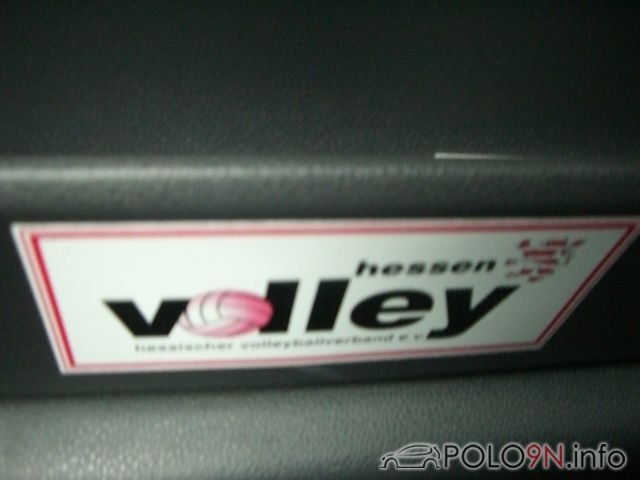 hessen
volley
hessischer volleyballverband e.v.
POLO9N.info